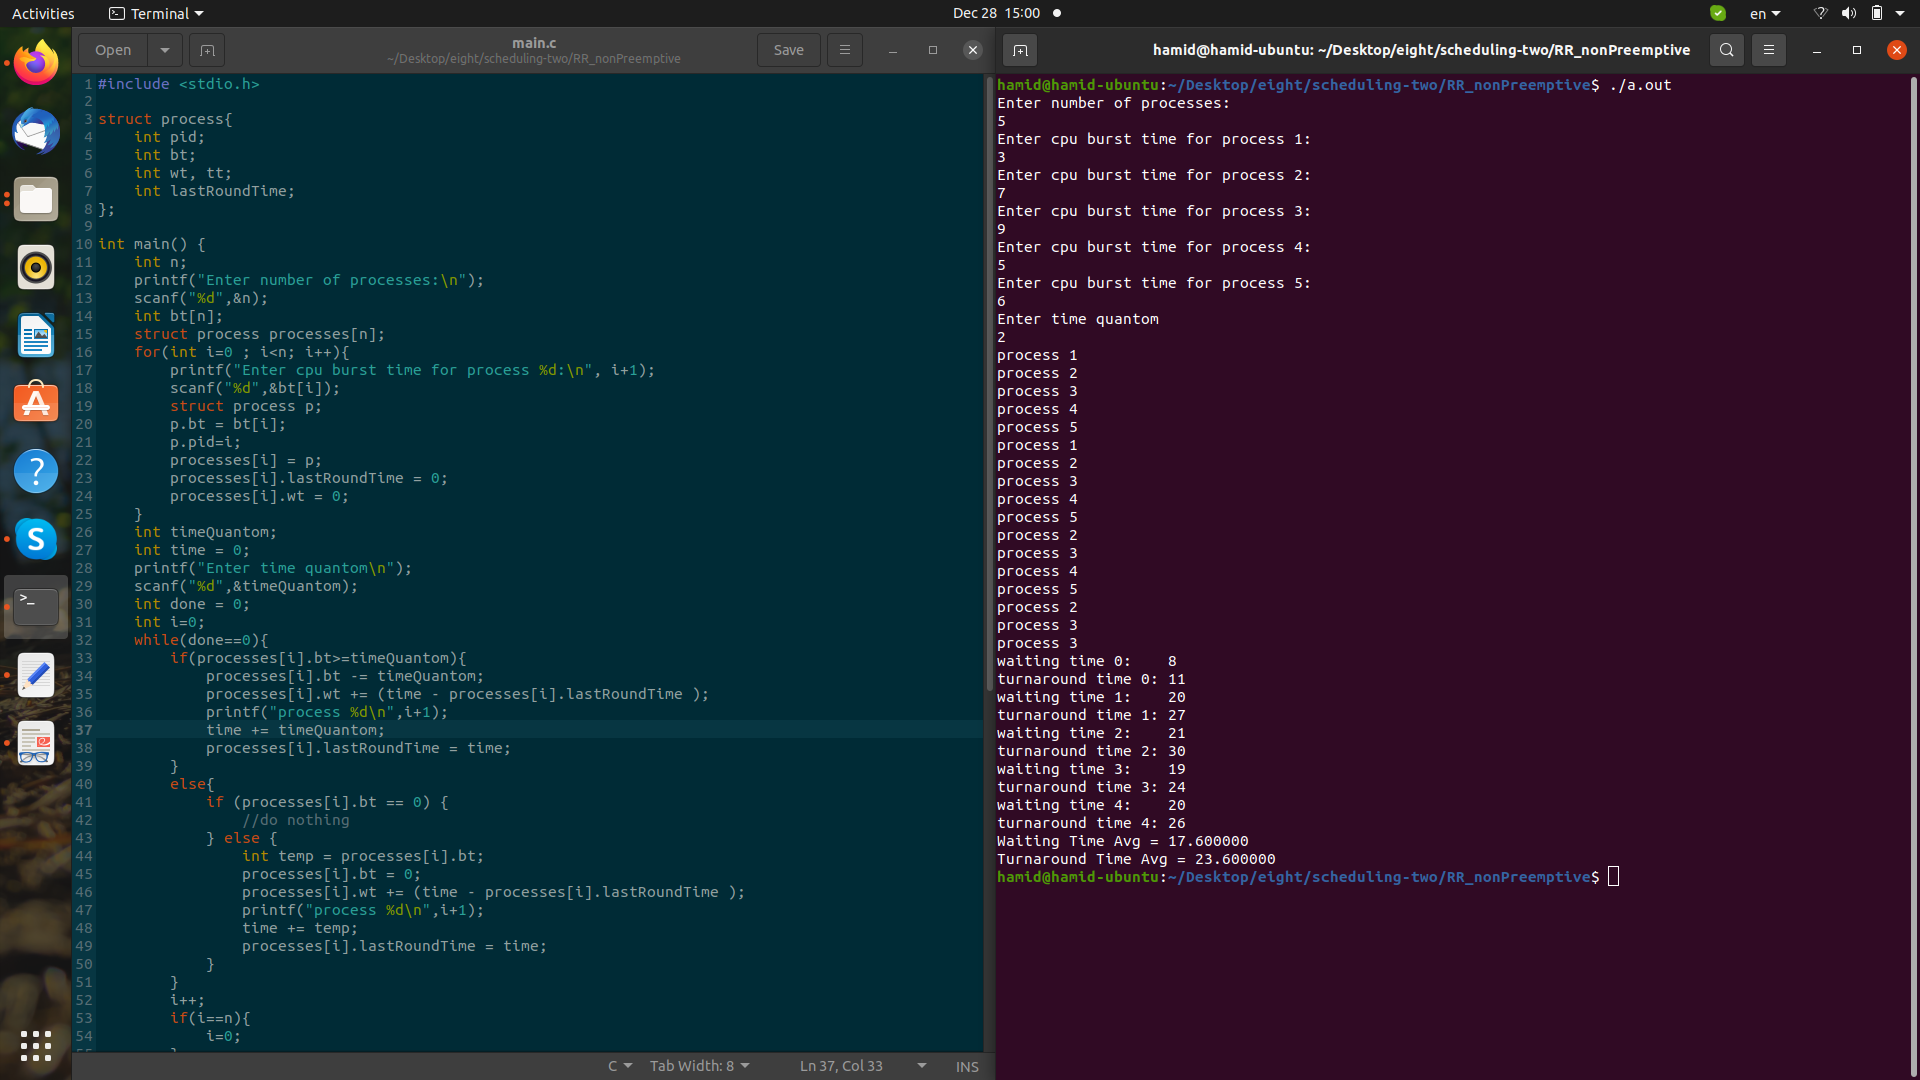 Activities
Terminal
Dec 28 15:00
en
Open
main.c
~/Desktop/eight/scheduling-two/RR_nonPreemptive
Save
1 #include <stdio.h>
2
3 struct process{
4     int pid;
5     int bt;
6     int wt, tt;
7     int lastRoundTime;
8 };
9
10 int main() {
11     int n;
12     printf("Enter number of processes:\n");
13     scanf("%d",&n);
14     int bt[n];
15     struct process processes[n];
16     for(int i=0 ; i<n; i++){
17         printf("Enter cpu burst time for process %d:\n", i+1);
18         scanf("%d",&bt[i]);
19         struct process p;
20         p.bt = bt[i];
21         p.pid=i;
22         processes[i] = p;
23         processes[i].lastRoundTime = 0;
24         processes[i].wt = 0;
25     }
26     int timeQuantom;
27     int time = 0;
28     printf("Enter time quantom\n");
29     scanf("%d",&timeQuantom);
30     int done = 0;
31     int i=0;
32     while(done==0){
33         if(processes[i].bt>=timeQuantom){
34             processes[i].bt -= timeQuantom;
35             processes[i].wt += (time - processes[i].lastRoundTime );
36             printf("process %d\n",i+1);
37             time += timeQuantom;
38             processes[i].lastRoundTime = time;
39         }
40         else{
41             if (processes[i].bt == 0) {
42                 //do nothing
43             } else {
44                 int temp = processes[i].bt;
45                 processes[i].bt = 0;
46                 processes[i].wt += (time - processes[i].lastRoundTime );
47                 printf("process %d\n",i+1);
48                 time += temp;
49                 processes[i].lastRoundTime = time;
50             }
51         }
52         i++;
53         if(i==n){
54             i=0;
C
Tab Width: 8
Ln 37, Col 33
INS
hamid@hamid-ubuntu: ~/Desktop/eight/scheduling-two/RR_nonPreemptive
hamid@hamid-ubuntu:~/Desktop/eight/scheduling-two/RR_nonPreemptive$ ./a.out
Enter number of processes:
5
Enter cpu burst time for process 1:
3
Enter cpu burst time for process 2:
7
Enter cpu burst time for process 3:
9
Enter cpu burst time for process 4:
5
Enter cpu burst time for process 5:
6
Enter time quantom
2
process 1
process 2
process 3
process 4
process 5
process 1
process 2
process 3
process 4
process 5
process 2
process 3
process 4
process 5
process 2
process 3
process 3
waiting time 0:    8
turnaround time 0: 11
waiting time 1:    20
turnaround time 1: 27
waiting time 2:    21
turnaround time 2: 30
waiting time 3:    19
turnaround time 3: 24
waiting time 4:    20
turnaround time 4: 26
Waiting Time Avg = 17.600000
Turnaround Time Avg = 23.600000
hamid@hamid-ubuntu:~/Desktop/eight/scheduling-two/RR_nonPreemptive$